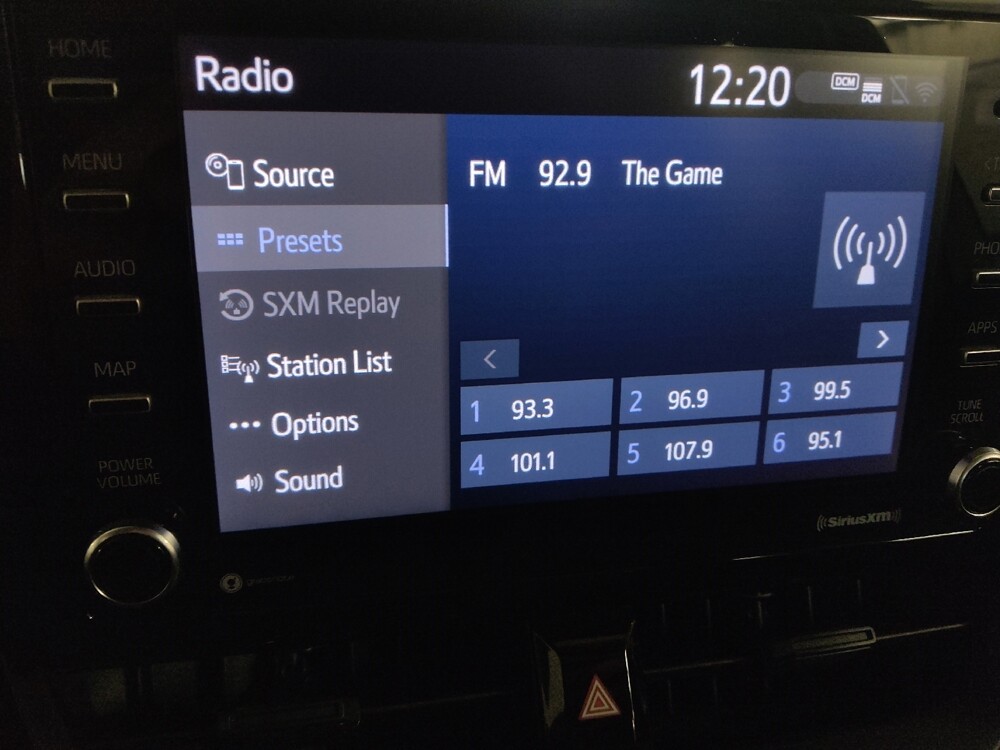 HOME
MENU
AUDIO
MAP
POWER
VOLUME
Radio
12:20
DCM
DCM
Source
Presets
SXM Replay
Station List
Options
Sound
FM 92.9 The Game
<
>
1 93.3
2 96.9
3 99.5
4 101.1
5 107.9
6 95.1
SiriusXM
APPS
TUNE
SCROLL